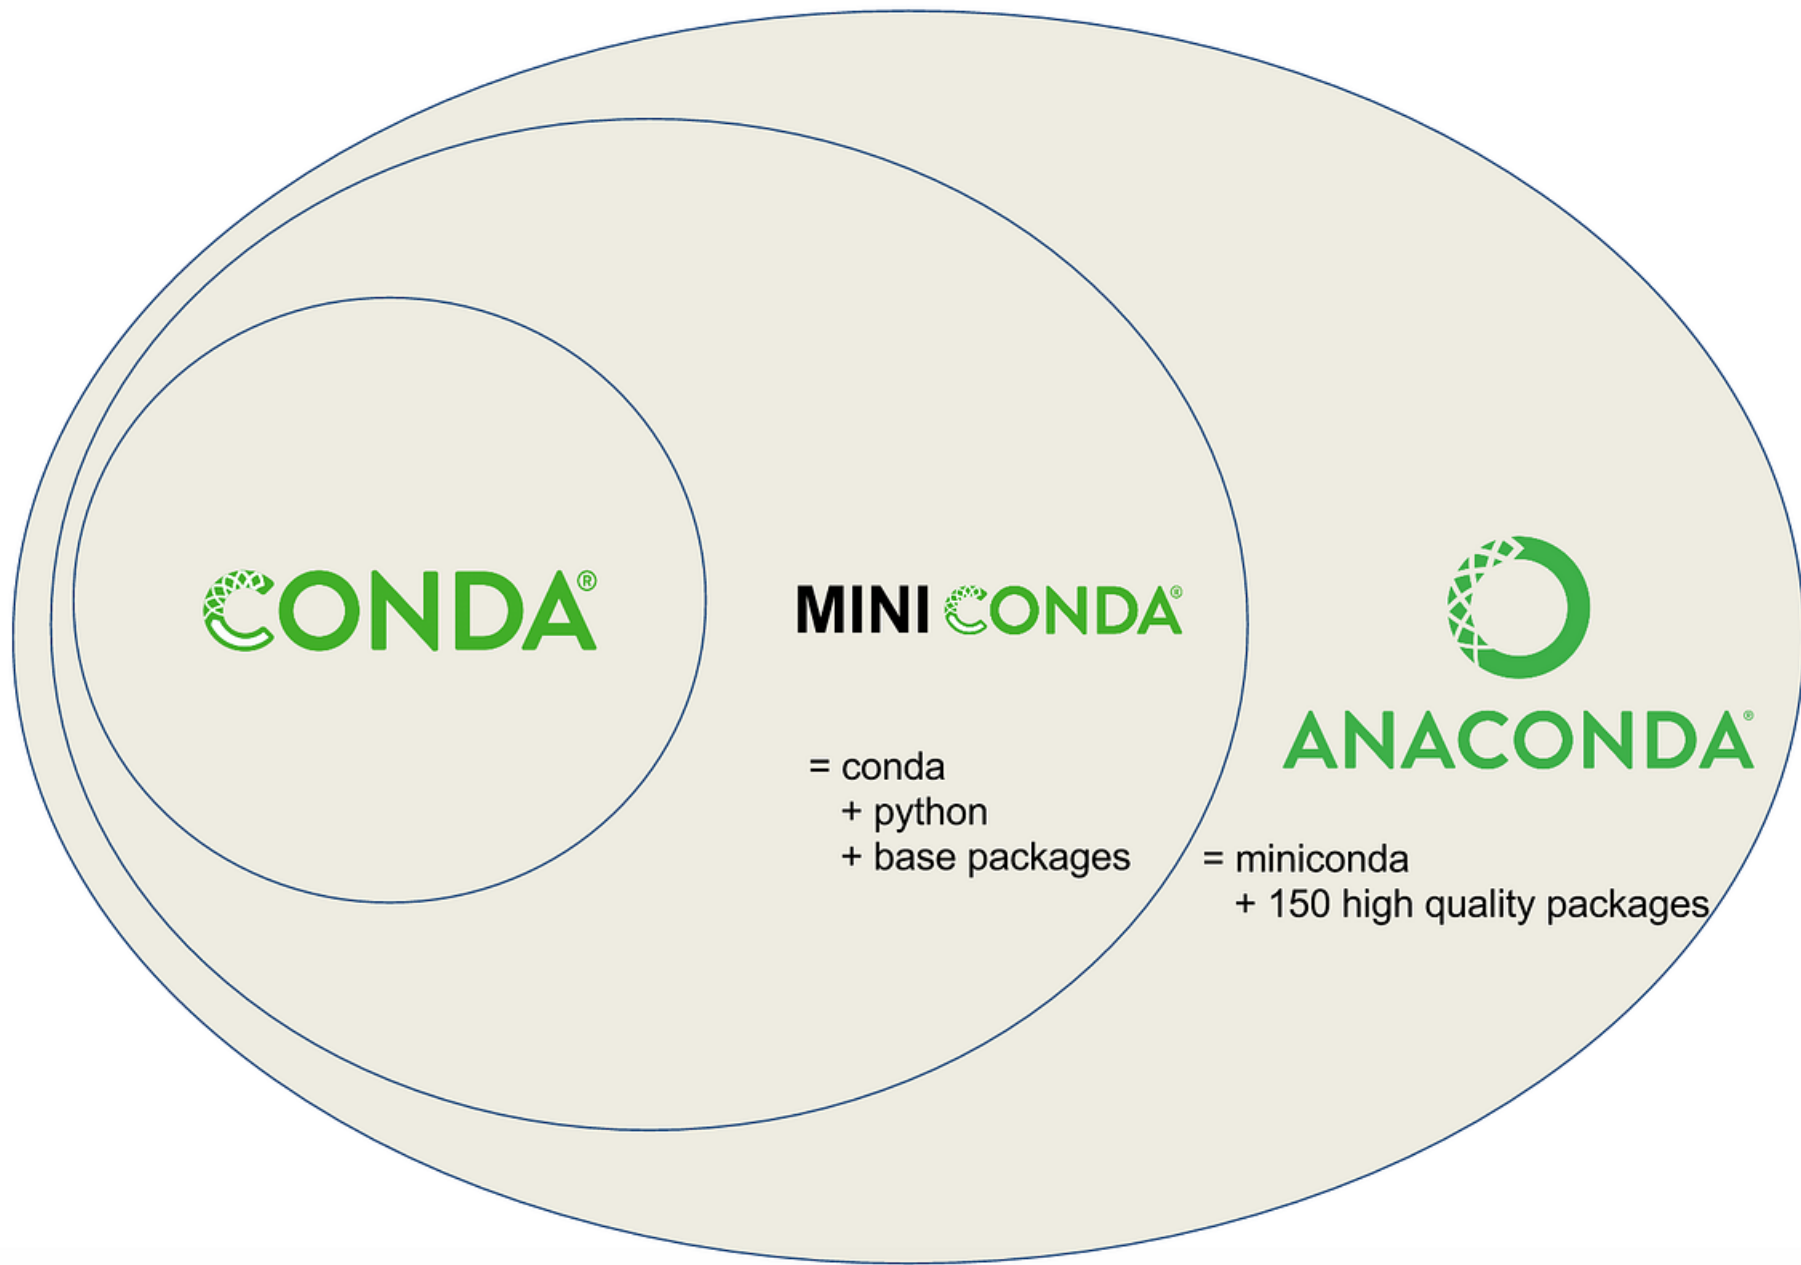 CONDA®
MINI CONDA®
= conda
+ python
+ base packages
ANACONDA®
= miniconda
+ 150 high quality packages